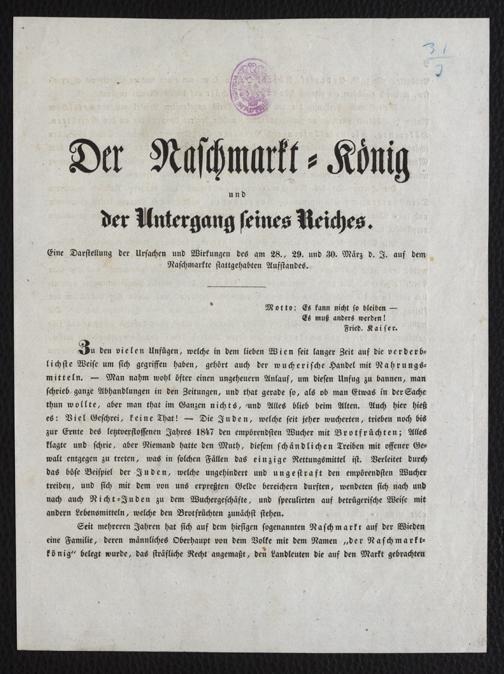 31
Der Naschmarkt-König
und
der Untergang seines Reiches.
Eine Darstellung der Ursachen und Wirkungen des am 28., 29. und 30. März d. J. auf dem
Naschmarkte stattgehabten Aufstandes.
Motto: Es kann nicht so bleiben —
Es muß anders werden!
Fried. Kaiser.
Zu den vielen Unfügen, welche in dem lieben Wien seit langer Zeit auf die verderb-
lichste Weise um sich gegriffen haben, gehört auch der wucherische Handel mit Nahrungs-
mitteln. — Man nahm wohl öfter einen ungeheuern Anlauf, um diesen Unfug zu bannen, man
schrieb ganze Abhandlungen in den Zeitungen, und that gerade so, als ob man Etwas in der Sache
thun wollte, aber man that im Ganzen nichts, und Alles blieb beim Alten. Auch hier hieß
es: Viel Geschrei, keine That! — Die Juden, welche seit jeher wucherten, trieben noch bis
zur Ernte des letztverflossenen Jahres 1847 den empörendsten Wucher mit Brotfrüchten; Alles
klagte und schrie, aber Niemand hatte den Muth, diesem schändlichen Treiben mit offener Ge-
walt entgegen zu treten, was in solchen Fällen das einzige Rettungsmittel ist. Verleitet durch
das böse Beispiel der Juden, welche ungehindert und ungestraft den empörendsten Wucher
treiben, und sich mit dem von uns erpreßten Gelde bereichern durften, wendeten sich nach und
nach auch Nicht-Juden zu dem Wuchergeschäfte, und speculirten auf betrügerische Weise mit
andern Lebensmitteln, welche den Brotfrüchten zunächst stehen.
Seit mehreren Jahren hat sich auf dem hiesigen sogenannten Naschmarkt auf der Wieden
eine Familie, deren männliches Oberhaupt von dem Volke mit dem Namen „der Naschmarkt-
könig" belegt wurde, das sträfliche Recht angemaßt, den Landleuten die auf den Markt gebrachten